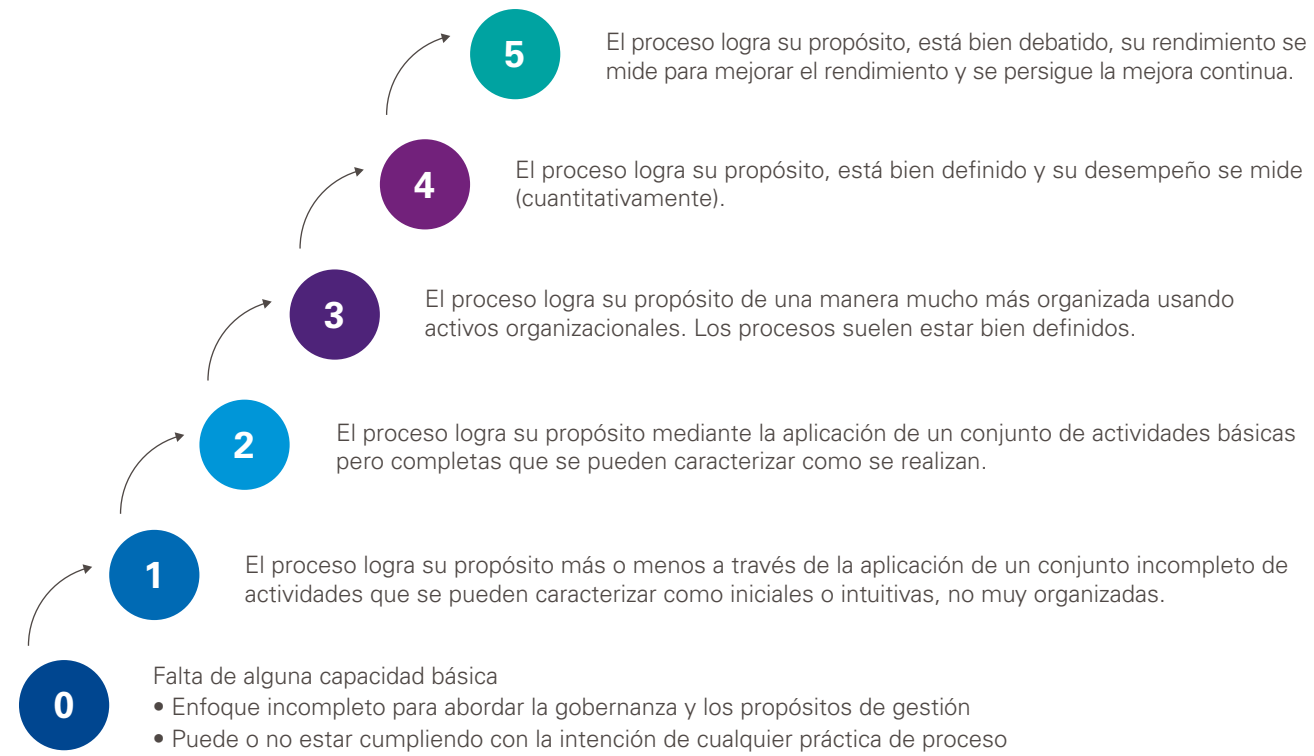 5
El proceso logra su propósito, está bien debatido, su rendimiento se
mide para mejorar el rendimiento y se persigue la mejora continua.
4
El proceso logra su propósito, está bien definido y su desempeño se mide
(cuantitativamente).
3
El proceso logra su propósito de una manera mucho más organizada usando
activos organizacionales. Los procesos suelen estar bien definidos.
2
El proceso logra su propósito mediante la aplicación de un conjunto de actividades básicas
pero completas que se pueden caracterizar como se realizan.
1
El proceso logra su propósito más o menos a través de la aplicación de un conjunto incompleto de
actividades que se pueden caracterizar como iniciales o intuitivas, no muy organizadas.
0
Falta de alguna capacidad básica
• Enfoque incompleto para abordar la gobernanza y los propósitos de gestión
• Puede o no estar cumpliendo con la intención de cualquier práctica de proceso